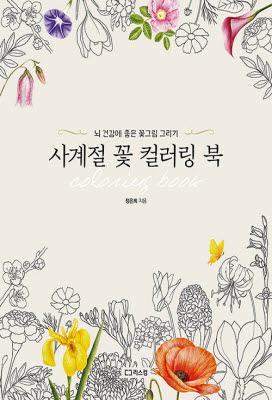 뇌 건강에 좋은 꽃그림 그리기
사계절 꽃 컬러링 북
coloring book
정은희 지음
리스컴